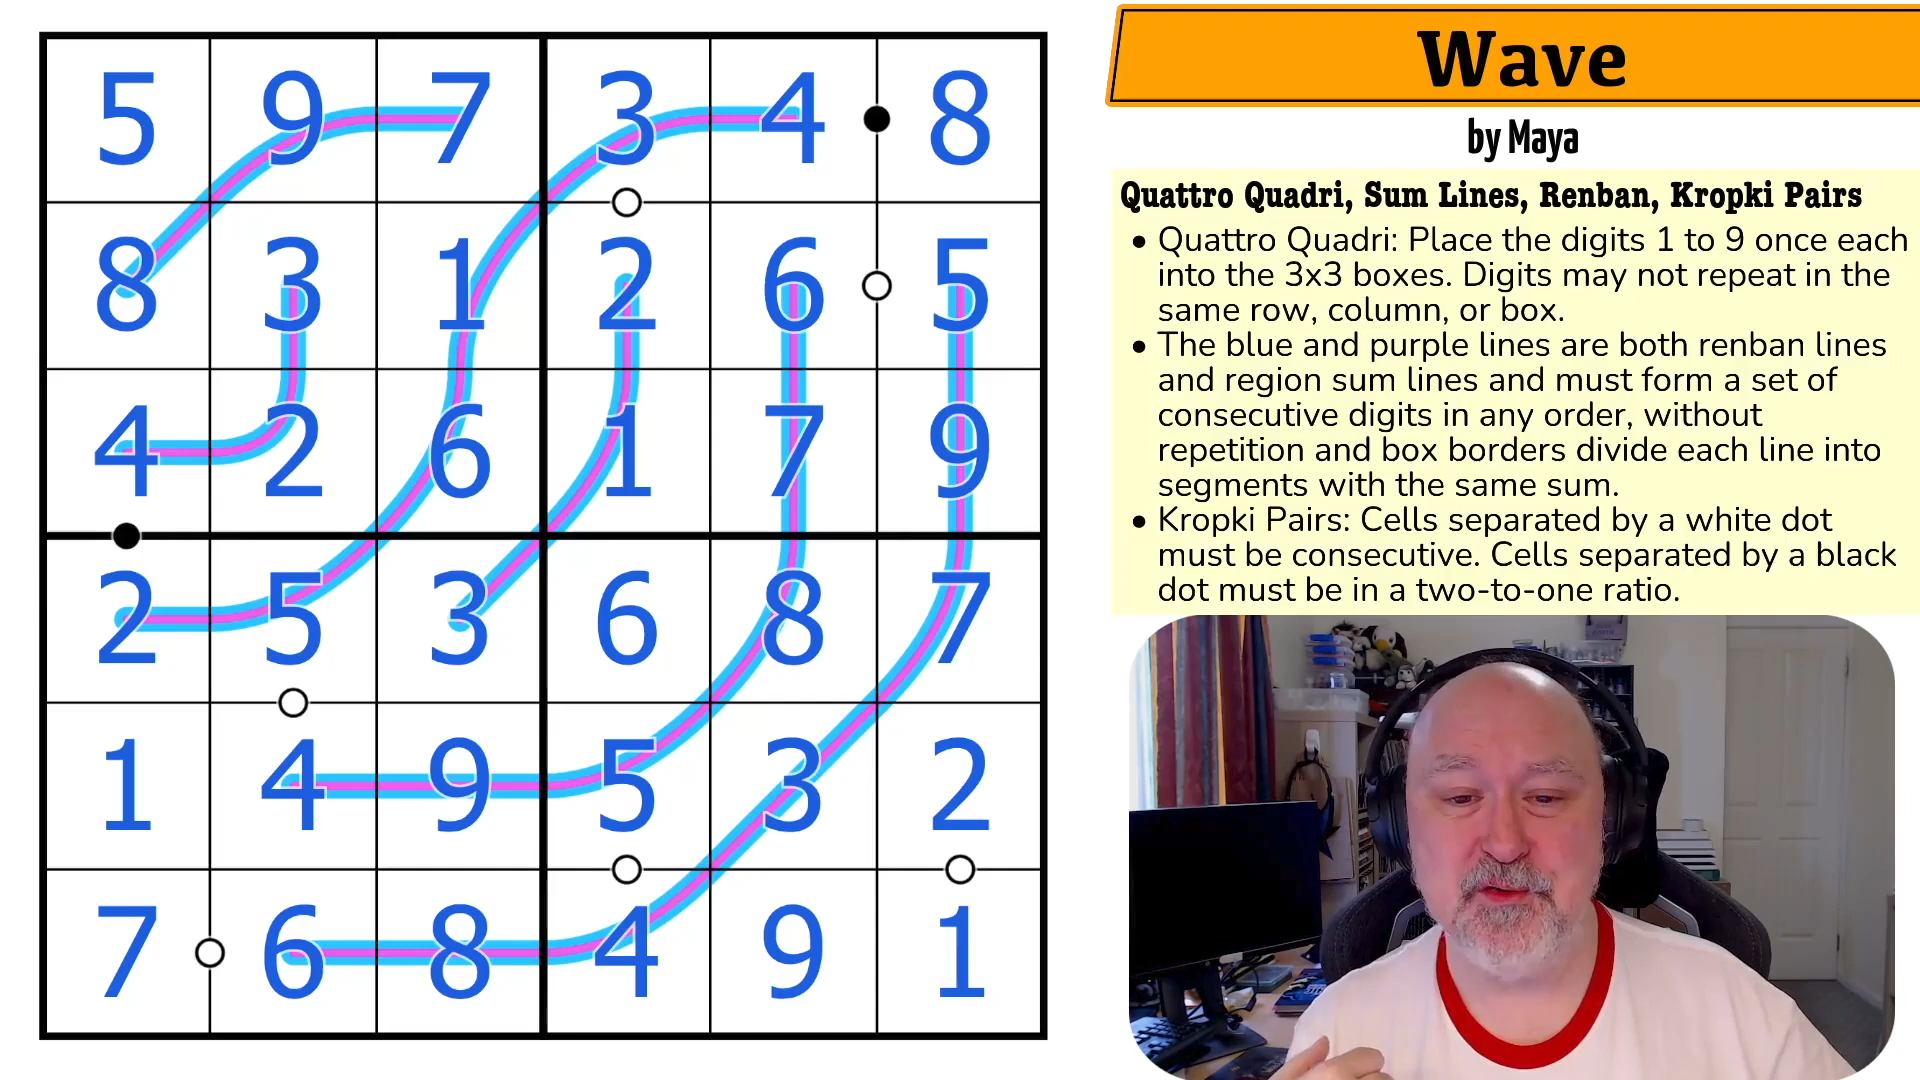 5 9 7 3 4 8
8 3 1 2 6 5
4 2 6 1 7 9
2 5 3 6 8 7
1 4 9 5 3 2
7 6 8 4 9 1
Wave
by Maya
Quattro Quadri, Sum Lines, Renban, Kropki Pairs
• Quattro Quadri: Place the digits 1 to 9 once each
into the 3x3 boxes. Digits may not repeat in the
same row, column, or box.
• The blue and purple lines are both renban lines
and region sum lines and must form a set of
consecutive digits in any order, without
repetition and box borders divide each line into
segments with the same sum.
• Kropki Pairs: Cells separated by a white dot
must be consecutive. Cells separated by a black
dot must be in a two-to-one ratio.